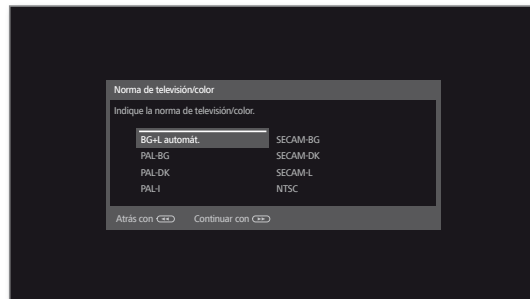 Norma de televisión/color
Indique la norma de televisión/color.
BG+L automát. SECAM-BG
PAL-BG SECAM-DK
PAL-DK SECAM-L
PAL-I NTSC
Atrás con Continuar con